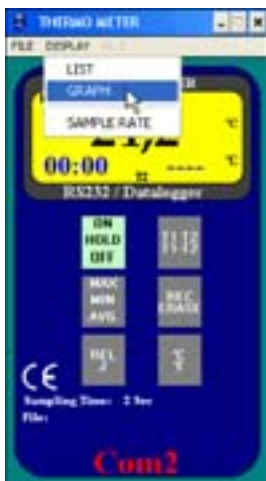 THERMO METER
FILE DISPLAY
LIST
GRAPH
SAMPLE RATE
°C
00:00 ---- °C
RS232 / Datalogger
ON
HOLD
OFF
MAX
MIN
AVG
REC
ERASE
REL
CE
Sampling Time: 2 Sec
File:
Com2